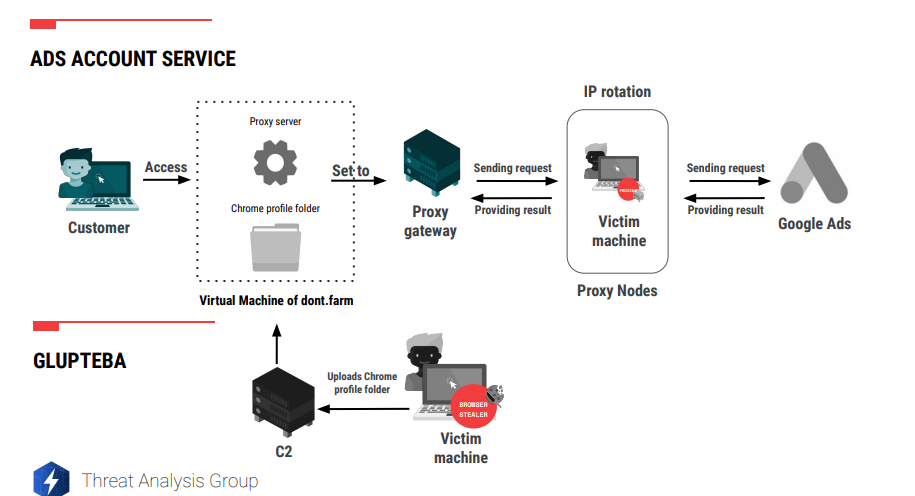 ADS ACCOUNT SERVICE
IP rotation
Proxy server
Access
Set to
Sending request
Sending request
Chrome profile folder
Providing result
Providing result
Customer
Proxy
gateway
Victim
machine
Google Ads
Proxy Nodes
Virtual Machine of dont.farm
GLUPTEBA
Uploads Chrome
profile folder
BROWSER
STEALER
C2
Victim
machine
Threat Analysis Group